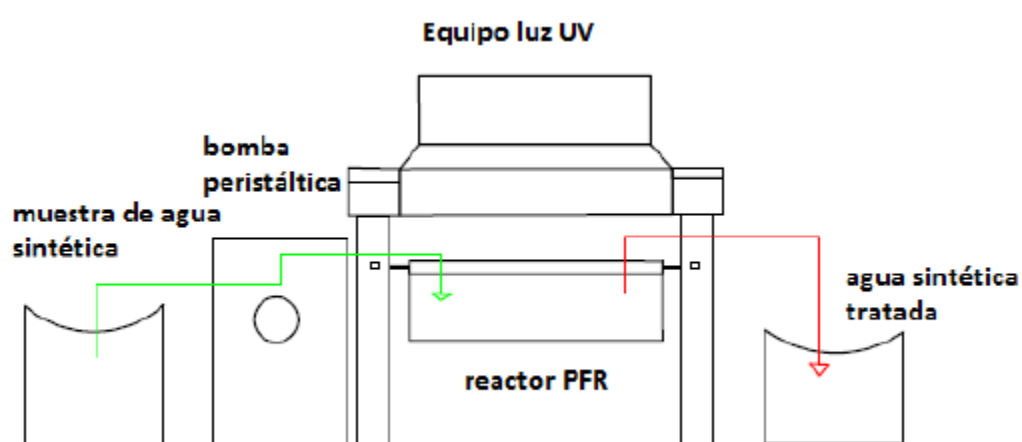 Equipo luz UV
bomba
peristáltica
muestra de agua
sintética
agua sintética
tratada
reactor PFR